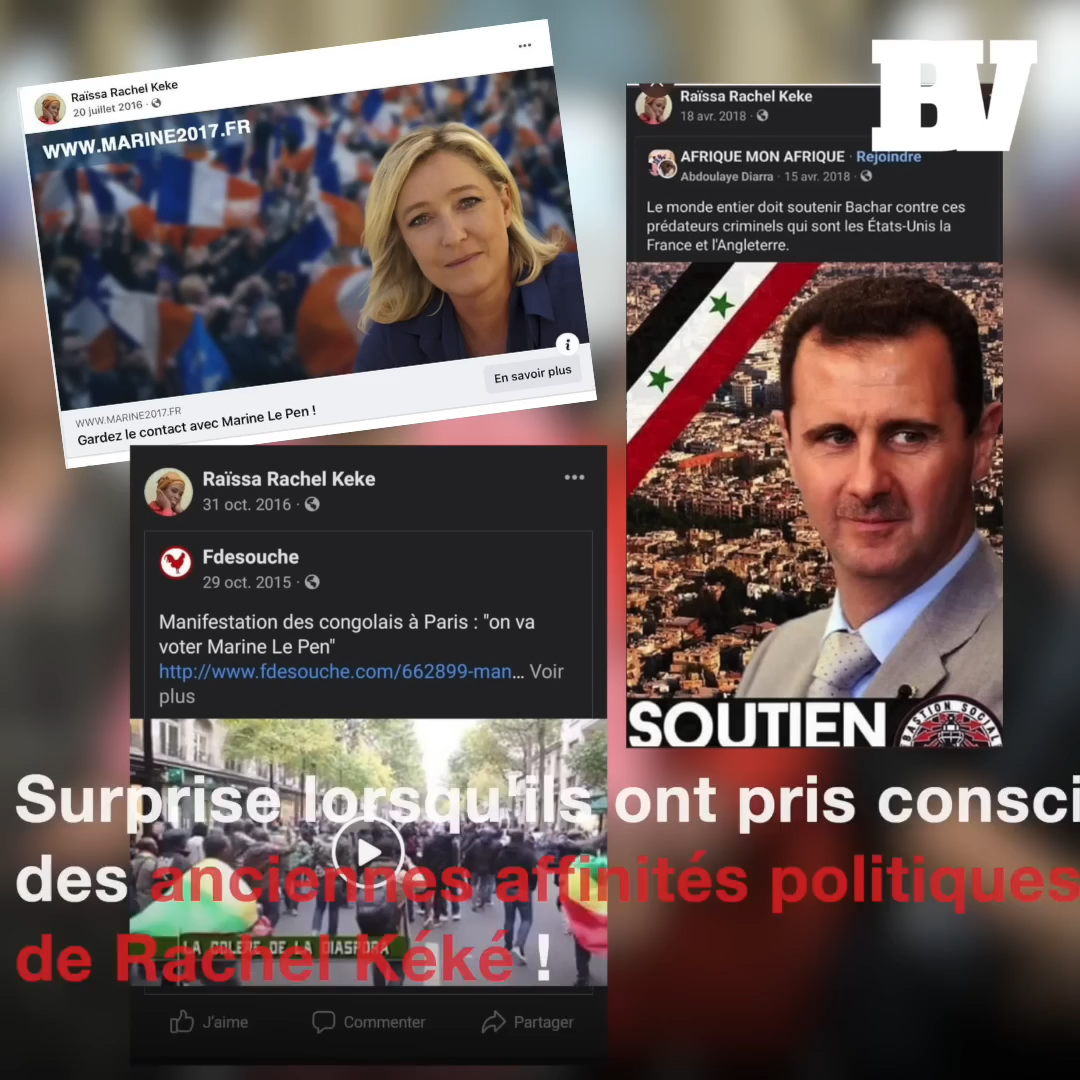 BV
Raïssa Rachel Keke
20 juillet 2016 ·
WWW.MARINE2017.FR
WWW.MARINE2017.FR
Gardez le contact avec Marine Le Pen !
En savoir plus
Raïssa Rachel Keke
18 avr. 2018 ·
AFRIQUE MON AFRIQUE · Rejoindre
Abdoulaye Diarra · 15 avr. 2018 ·
Le monde entier doit soutenir Bachar contre ces
prédateurs criminels qui sont les États-Unis la
France et l'Angleterre.
SOUTIEN
BASTION SOCIAL
Raïssa Rachel Keke
31 oct. 2016 ·
Fdesouche
29 oct. 2015 ·
Manifestation des congolais à Paris : "on va
voter Marine Le Pen"
http://www.fdesouche.com/662899-man... Voir
plus
LA COLERE DE LA DIASPORA
J'aime
Commenter
Partager
Surprise lorsqu'ils ont pris consci
des anciennes affinités politiques
de Rachel Kéké !